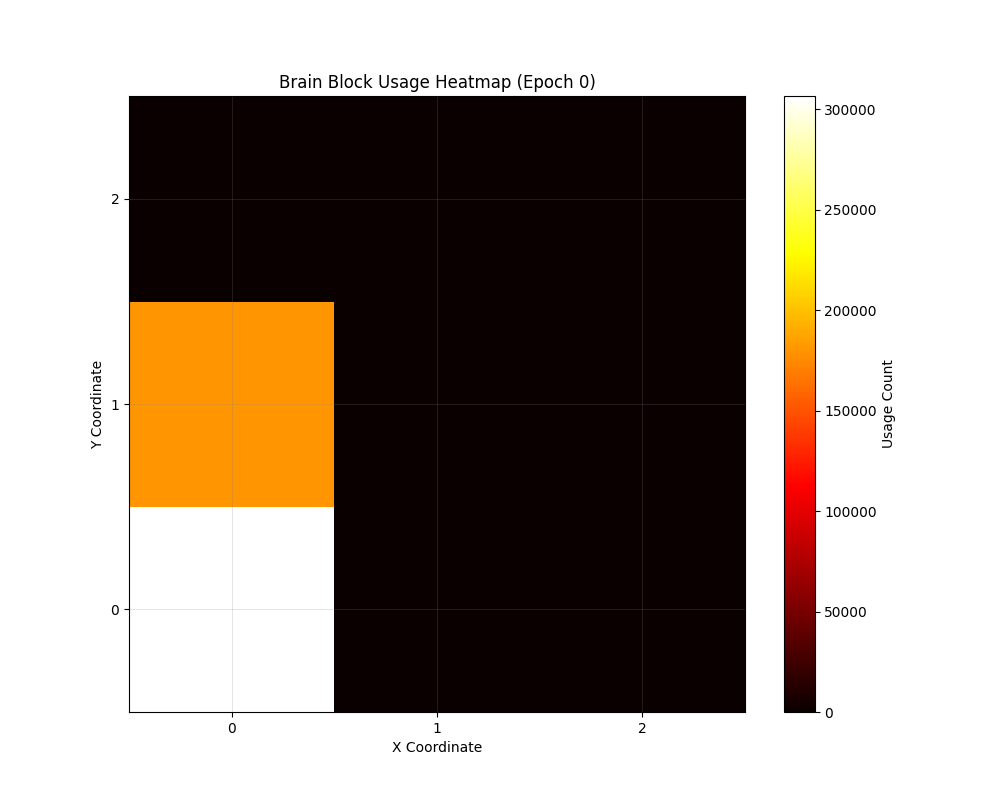 Brain Block Usage Heatmap (Epoch 0)
Y Coordinate
2
1
0
0 1 2
X Coordinate
300000
250000
200000
150000
100000
50000
0
Usage Count